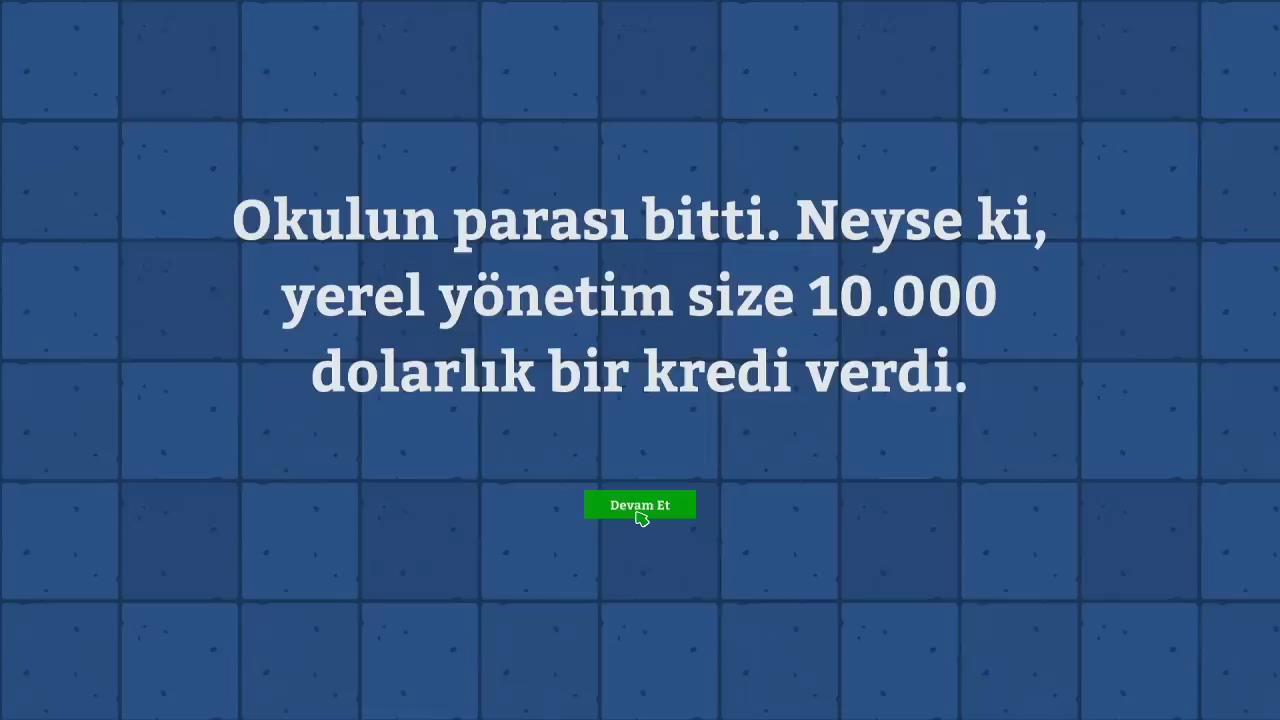 Okulun parası bitti. Neyse ki,
yerel yönetim size 10.000
dolarlık bir kredi verdi.
Devam Et